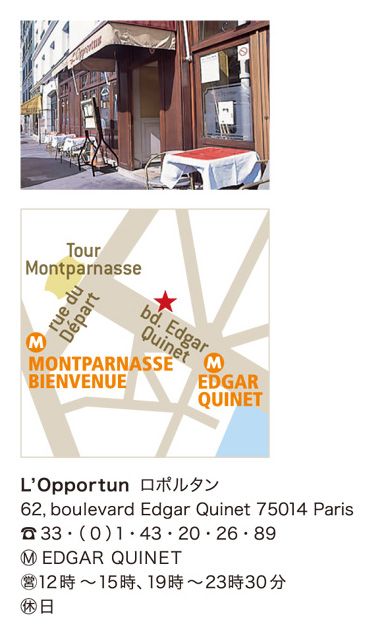 L'Opportun
Tour
Montparnasse
rue du
Départ
bd. Edgar
Quinet
M
MONTPARNASSE
BIENVENUE
M
EDGAR
QUINET
L'Opportun ロポルタン
62, boulevard Edgar Quinet 75014 Paris
☎33・(0)1・43・20・26・89
Ⓜ EDGAR QUINET
㊡12時〜15時、19時〜23時30分
㊡日